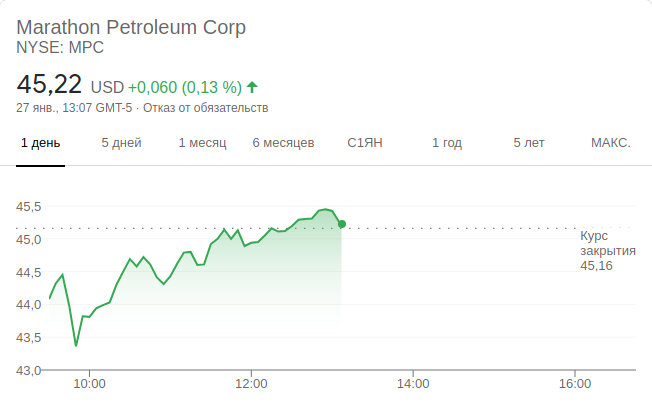 Marathon Petroleum Corp
NYSE: MPC
45,22 USD +0,060 (0,13 %)
27 янв., 13:07 GMT-5 · Отказ от обязательств
1 день 5 дней 1 месяц 6 месяцев С1ЯН 1 год 5 лет МАКС.
45,5
45,0
44,5
44,0
43,5
43,0
Курс
закрытия
45,16
10:00 12:00 14:00 16:00